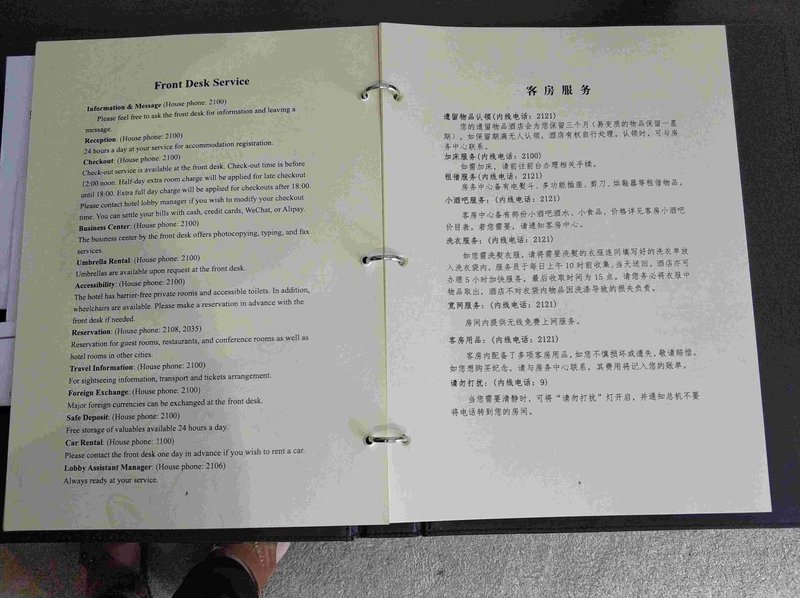 Front Desk Service
Information & Message (House phone: 2100)
Please feel free to ask the front desk for information and leaving a
message.
Reception: (House phone: 2100)
24 hours a day at your service for accommodation registration.
Checkout: (House phone: 2100)
Check-out service is available at the front desk. Check-out time is before
12:00 noon. Half-day extra room charge will be applied for late checkout
until 18:00. Extra full day charge will be applied for checkouts after 18:00.
Please contact hotel lobby manager if you wish to modify your checkout
time. You can settle your bills with cash, credit cards, WeChat, or Alipay.
Business Center: (House phone: 2100)
The business center by the front desk offers photocopying, typing, and fax
services.
Umbrella Rental: (House phone: 2100)
Umbrellas are available upon request at the front desk.
Accessibility: (House phone: 2100)
The hotel has barrier-free private rooms and accessible toilets. In addition,
wheelchairs are available. Please make a reservation in advance with the
front desk if needed.
Reservation: (House phone: 2108, 2035)
Reservation for guest rooms, restaurants, and conference rooms as well as
hotel rooms in other cities.
Travel Information: (House phone: 2100)
For sightseeing information, transport and tickets arrangement.
Foreign Exchange: (House phone: 2100)
Major foreign currencies can be exchanged at the front desk.
Safe Deposit: (House phone: 2100)
Free storage of valuables available 24 hours a day.
Car Rental: (House phone: 2100)
Please contact the front desk one day in advance if you wish to rent a car.
Lobby Assistant Manager: (House phone: 2106)
Always ready at your service.
8
客房服务
遗留物品认领(内线电话：2121)
您的遗留物品酒店会为您保留三个月（易变质的物品保留一星
期），如保留期满无人认领，酒店有权自行处理。认领时，可与房
务中心联系。
加床服务(内线电话：2100)
如需加床，请前往前台办理相关手续。
租借服务(内线电话：2121)
房务中心备有电熨斗、多功能插座、剪刀、烘鞋器等租借物品。
小酒吧服务：(内线电话：2121)
客房中心备有部份小酒吧酒水、小食品，价格详见客房小酒吧
价目表。若您需要，请通知客房中心。
洗衣服务：(内线电话：2121)
如您需洗熨衣服，请将需要洗熨的衣服连同填写好的洗衣单放
入洗衣袋内，服务员于每日上午10时前收集，当天送回。酒店亦可
办理5小时加快服务，最后收取时间为15点。请您务必将衣服中
物品取出，酒店不对衣袋内物品因洗涤导致的损失负责。
宽网服务：(内线电话：2121)
房间内提供无线免费上网服务。
客房用品：(内线电话：2121)
客房内配备了多项客房用品，如您不慎损坏或遗失，敬请赔偿。
如您想购买纪念，请与房务中心联系，其费用将记入您的账单。
请勿打扰：(内线电话：9)
当您需要清静时，可将“请勿打扰”灯开启，并通知总机不要
将电话转到您的房间。
9